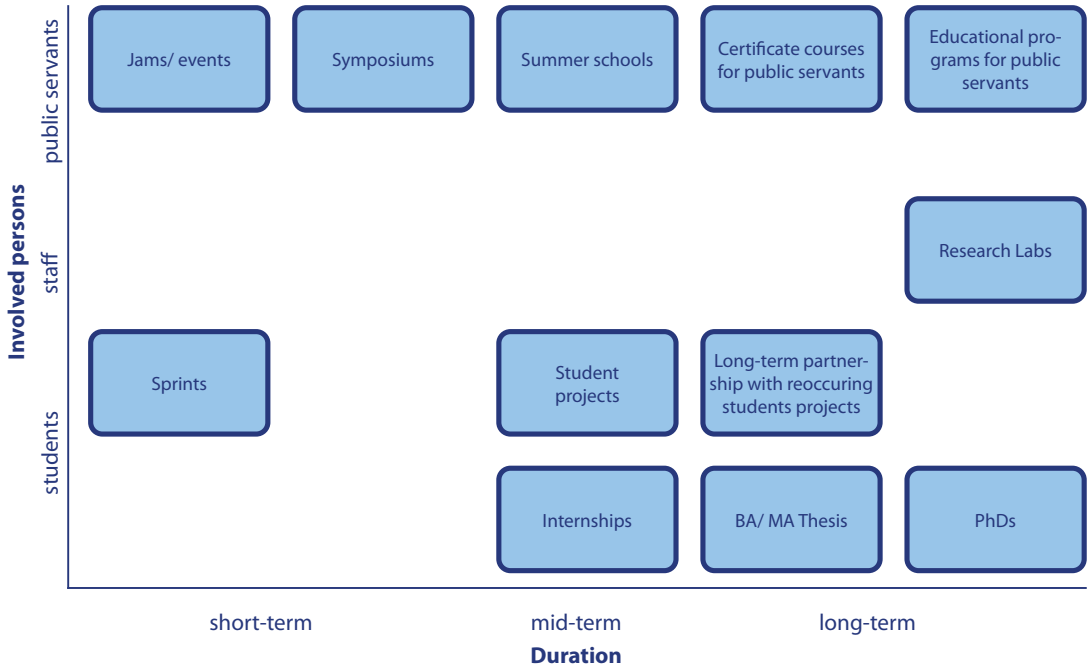 public servants
Jams/ events
Symposiums
Summer schools
Certificate courses
for public servants
Educational pro-
grams for public
servants
Involved persons
staff
Research Labs
students
Sprints
Student
projects
Long-term partner-
ship with reoccuring
students projects
Internships
BA/ MA Thesis
PhDs
short-term
mid-term
long-term
Duration